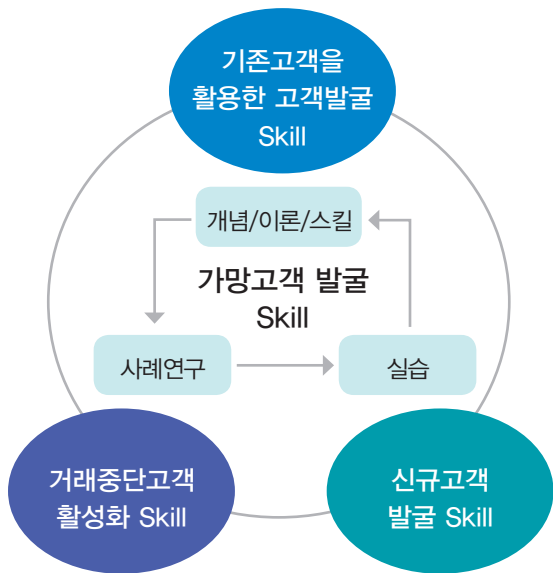 기존고객을
활용한 고객발굴
Skill
개념/이론/스킬
가망고객 발굴
Skill
사례연구
실습
거래중단고객
활성화 Skill
신규고객
발굴 Skill